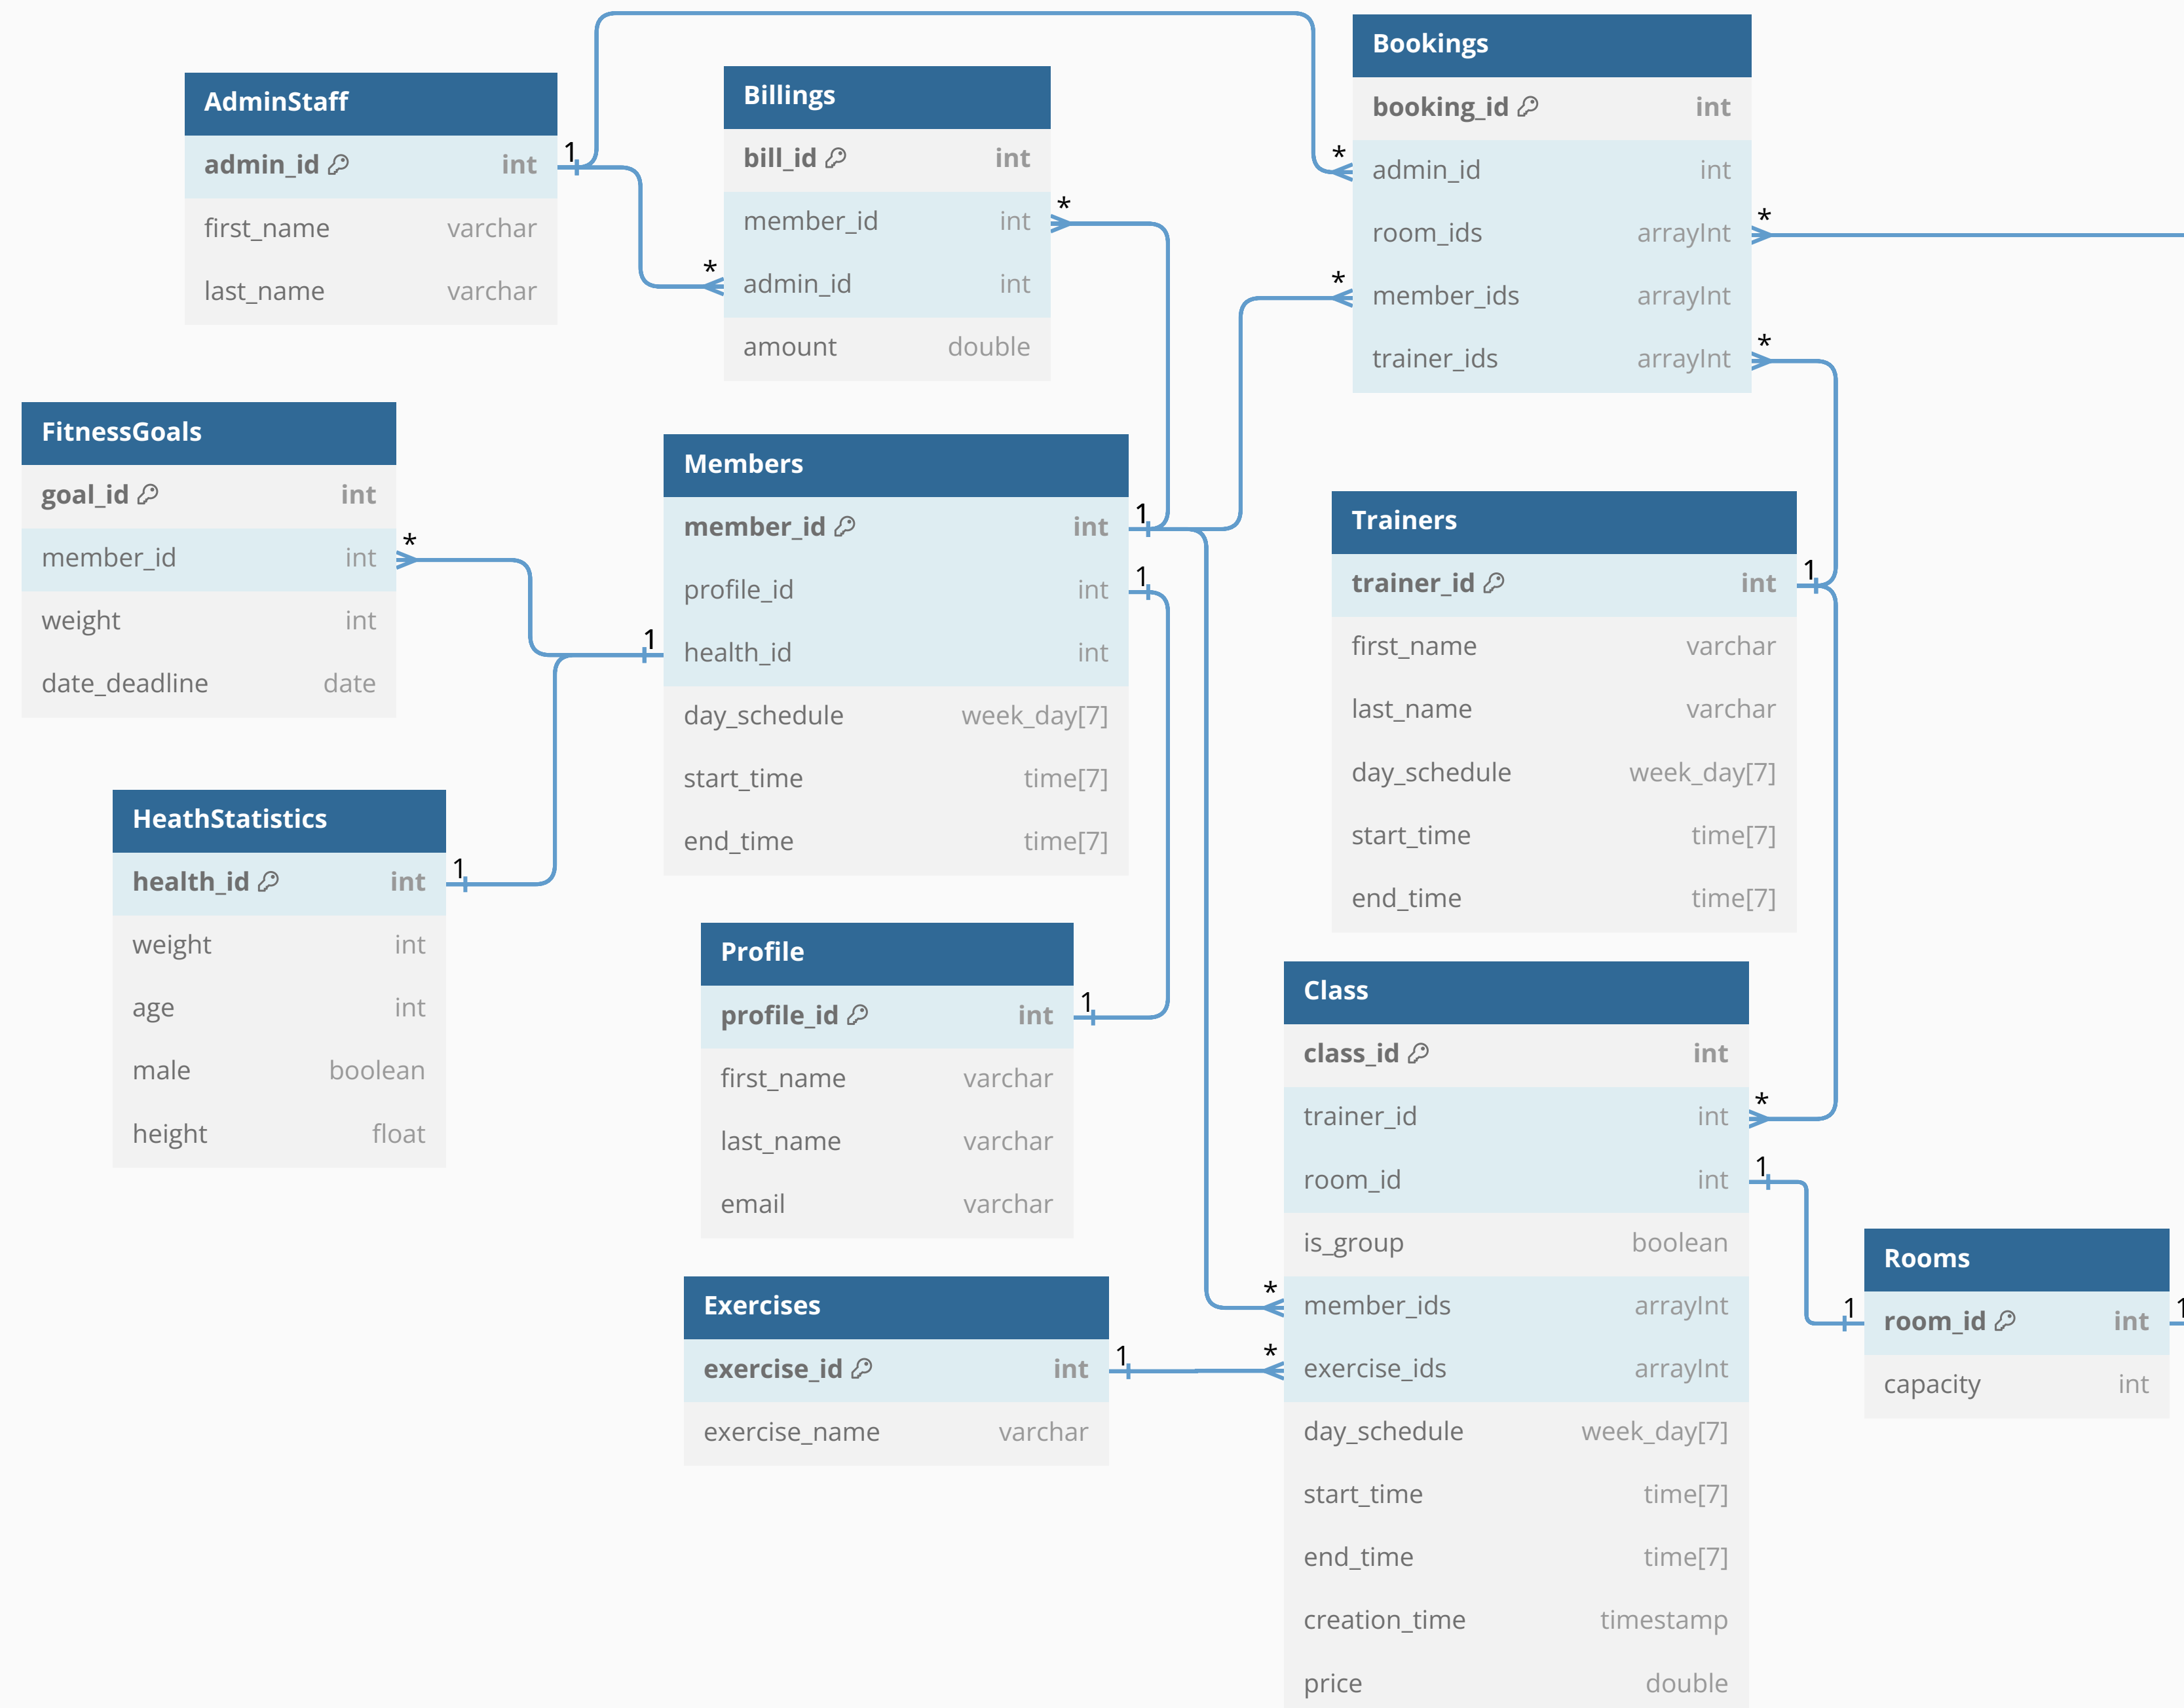 AdminStaff
admin_id int
first_name varchar
last_name varchar
1
Billings
bill_id int
member_id int
admin_id int
amount double
*
*
Bookings
booking_id int
admin_id int
room_ids arrayInt
member_ids arrayInt
trainer_ids arrayInt
*
*
*
*
FitnessGoals
goal_id int
member_id int
weight int
date_deadline date
*
Members
member_id int
profile_id int
health_id int
day_schedule week_day[7]
start_time time[7]
end_time time[7]
1
1
1
Trainers
trainer_id int
first_name varchar
last_name varchar
day_schedule week_day[7]
start_time time[7]
end_time time[7]
1
HeathStatistics
health_id int
weight int
age int
male boolean
height float
1
Profile
profile_id int
first_name varchar
last_name varchar
email varchar
1
Class
class_id int
trainer_id int
room_id int
is_group boolean
member_ids arrayInt
exercise_ids arrayInt
day_schedule week_day[7]
start_time time[7]
end_time time[7]
creation_time timestamp
price double
*
1
*
*
Exercises
exercise_id int
exercise_name varchar
1
Rooms
room_id int
capacity int
1
1